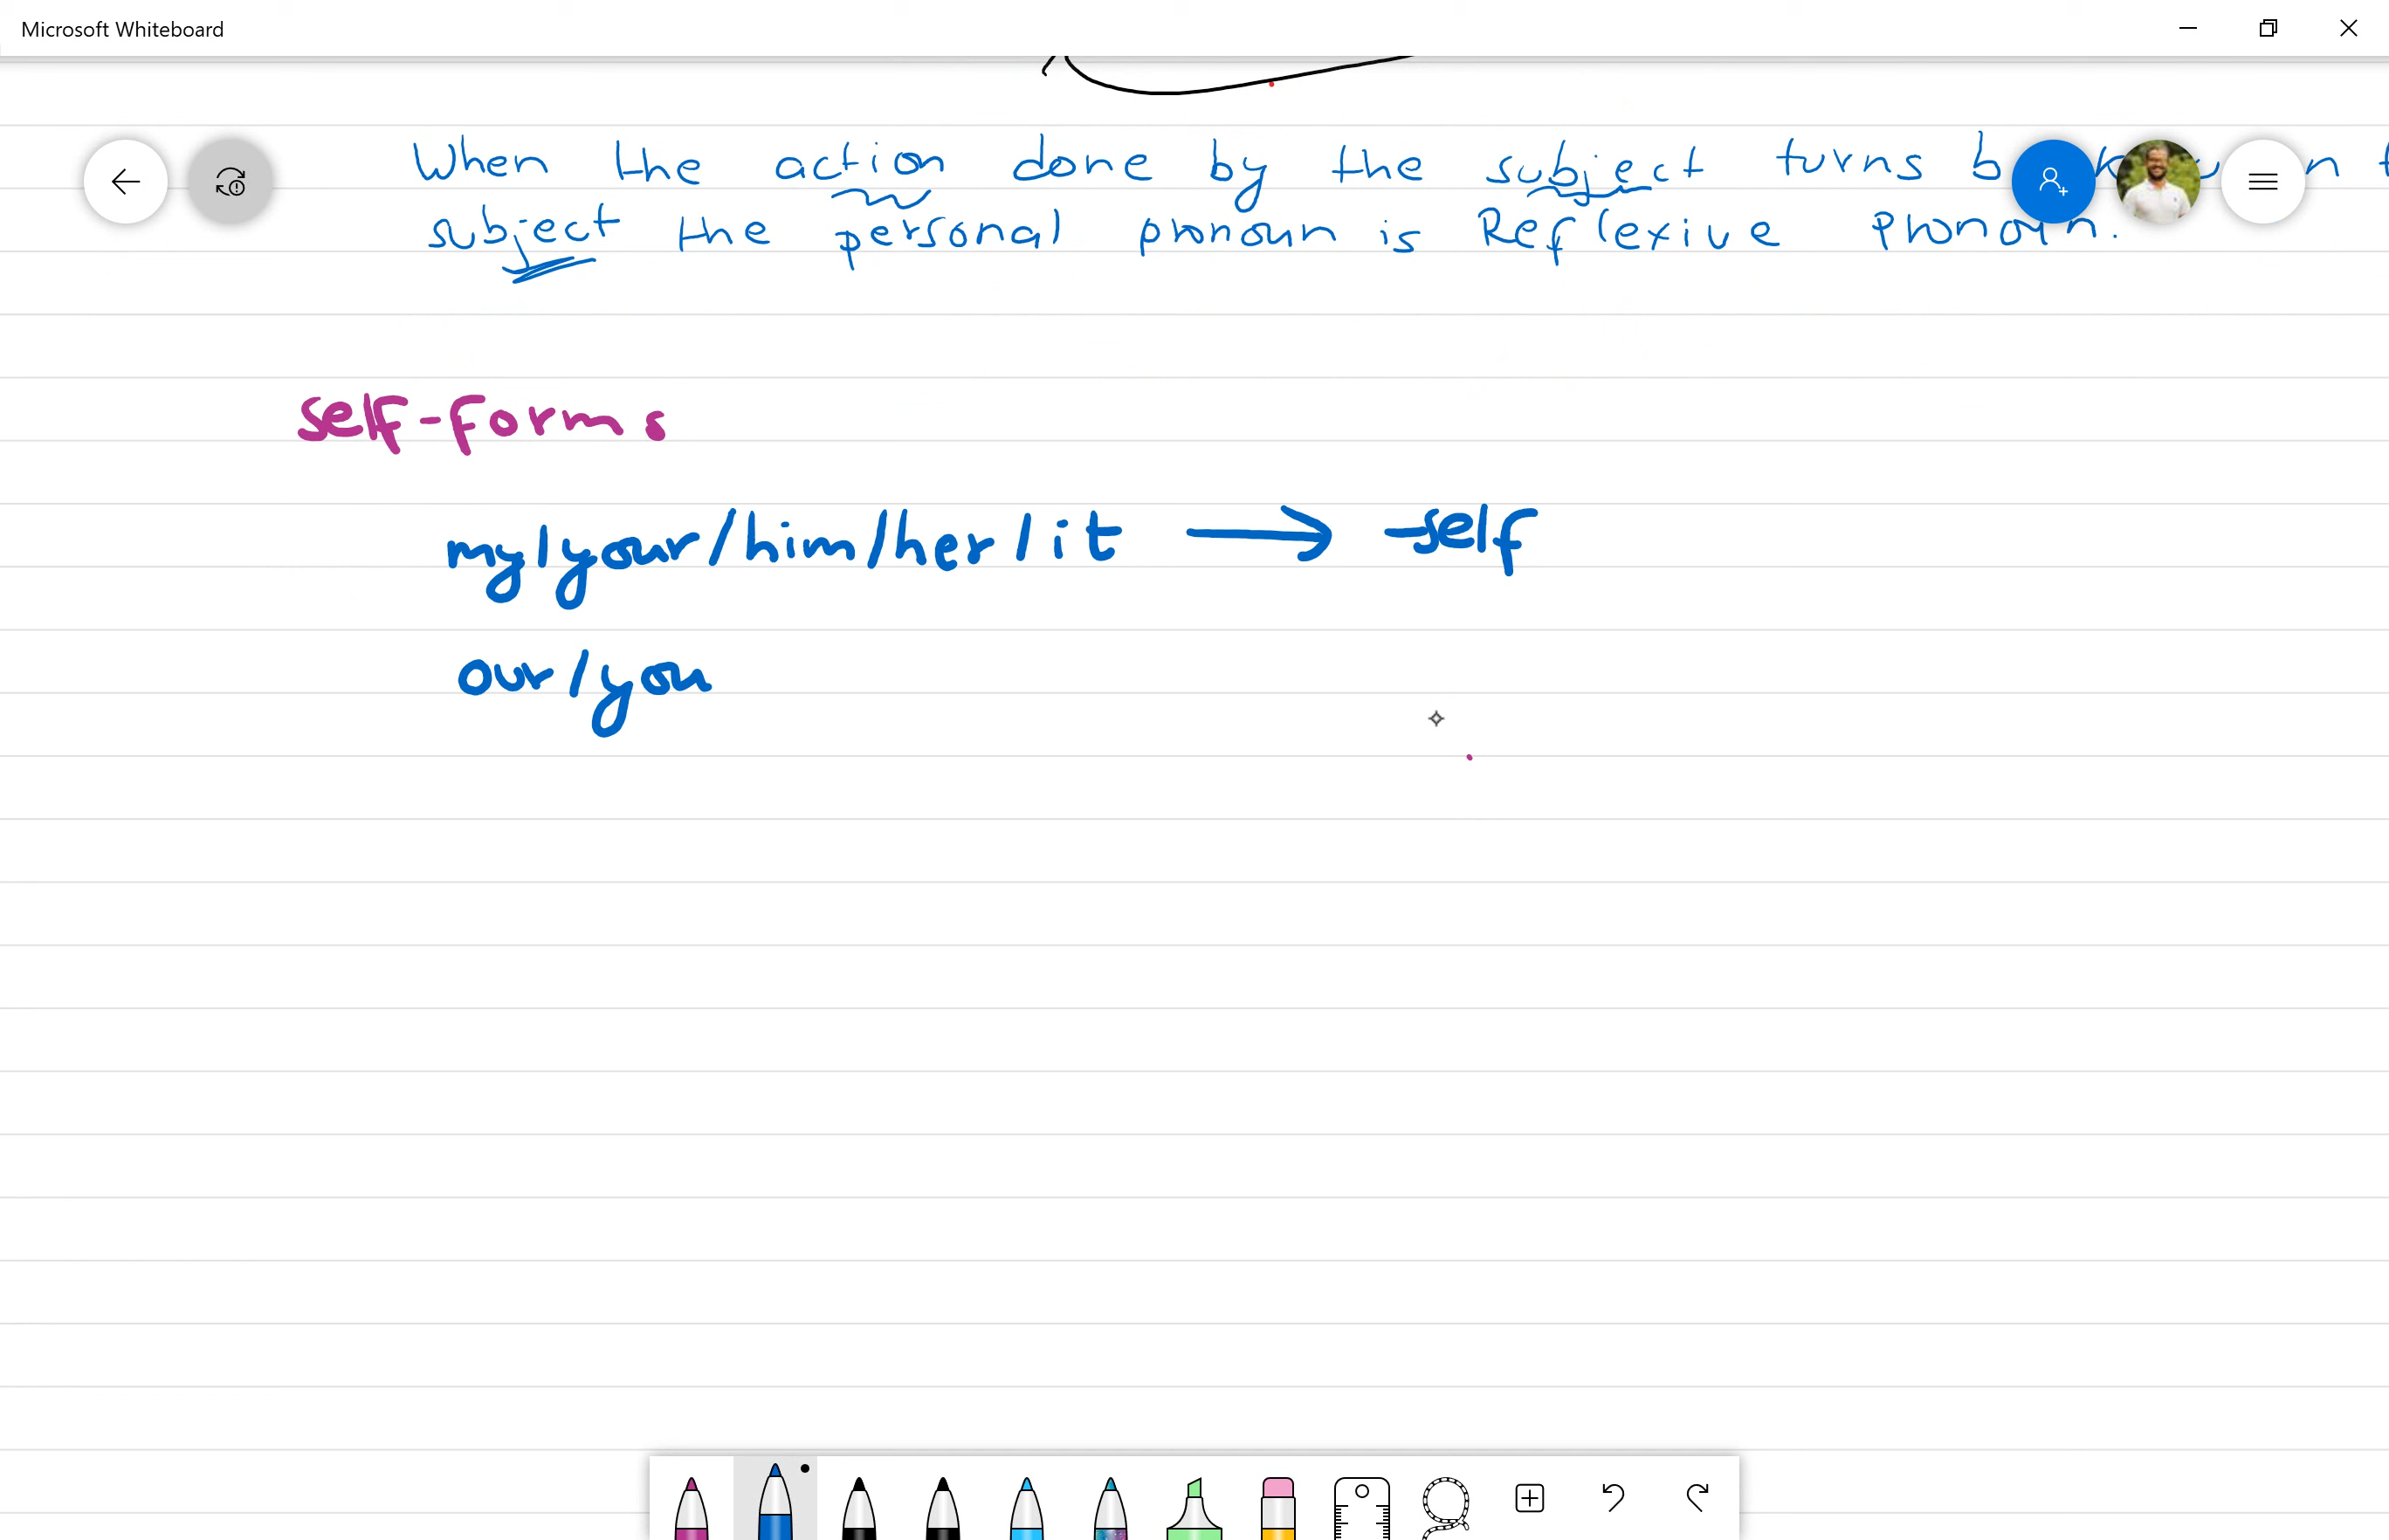 Microsoft Whiteboard
When the action done by the subject turns
subject the personal pronoun is Reflexive Pronoun.
self-forms
my/your/him/her/it → -self
our/you